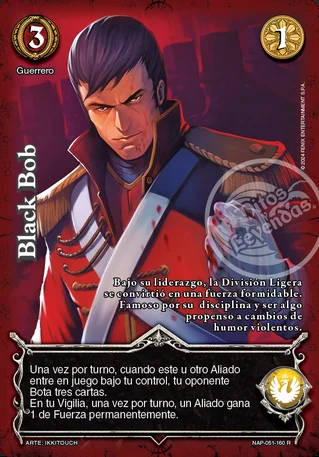 3
1
Guerrero
© 2024 FENIX ENTERTAINMENT S.P.A.
Black Bob
Mitos
Leyendas.
Bajo su liderazgo, la División Ligera
se convirtió en una fuerza formidable.
Famoso por su disciplina y ser algo
propenso a cambios de
humor violentos.
Una vez por turno, cuando este u otro Aliado
entre en juego bajo tu control, tu oponente
Bota tres cartas.
En tu Vigilia, una vez por turno, un Aliado gana
1 de Fuerza permanentemente.
ARTE: IKKITOUCH
NAP-051-160 R